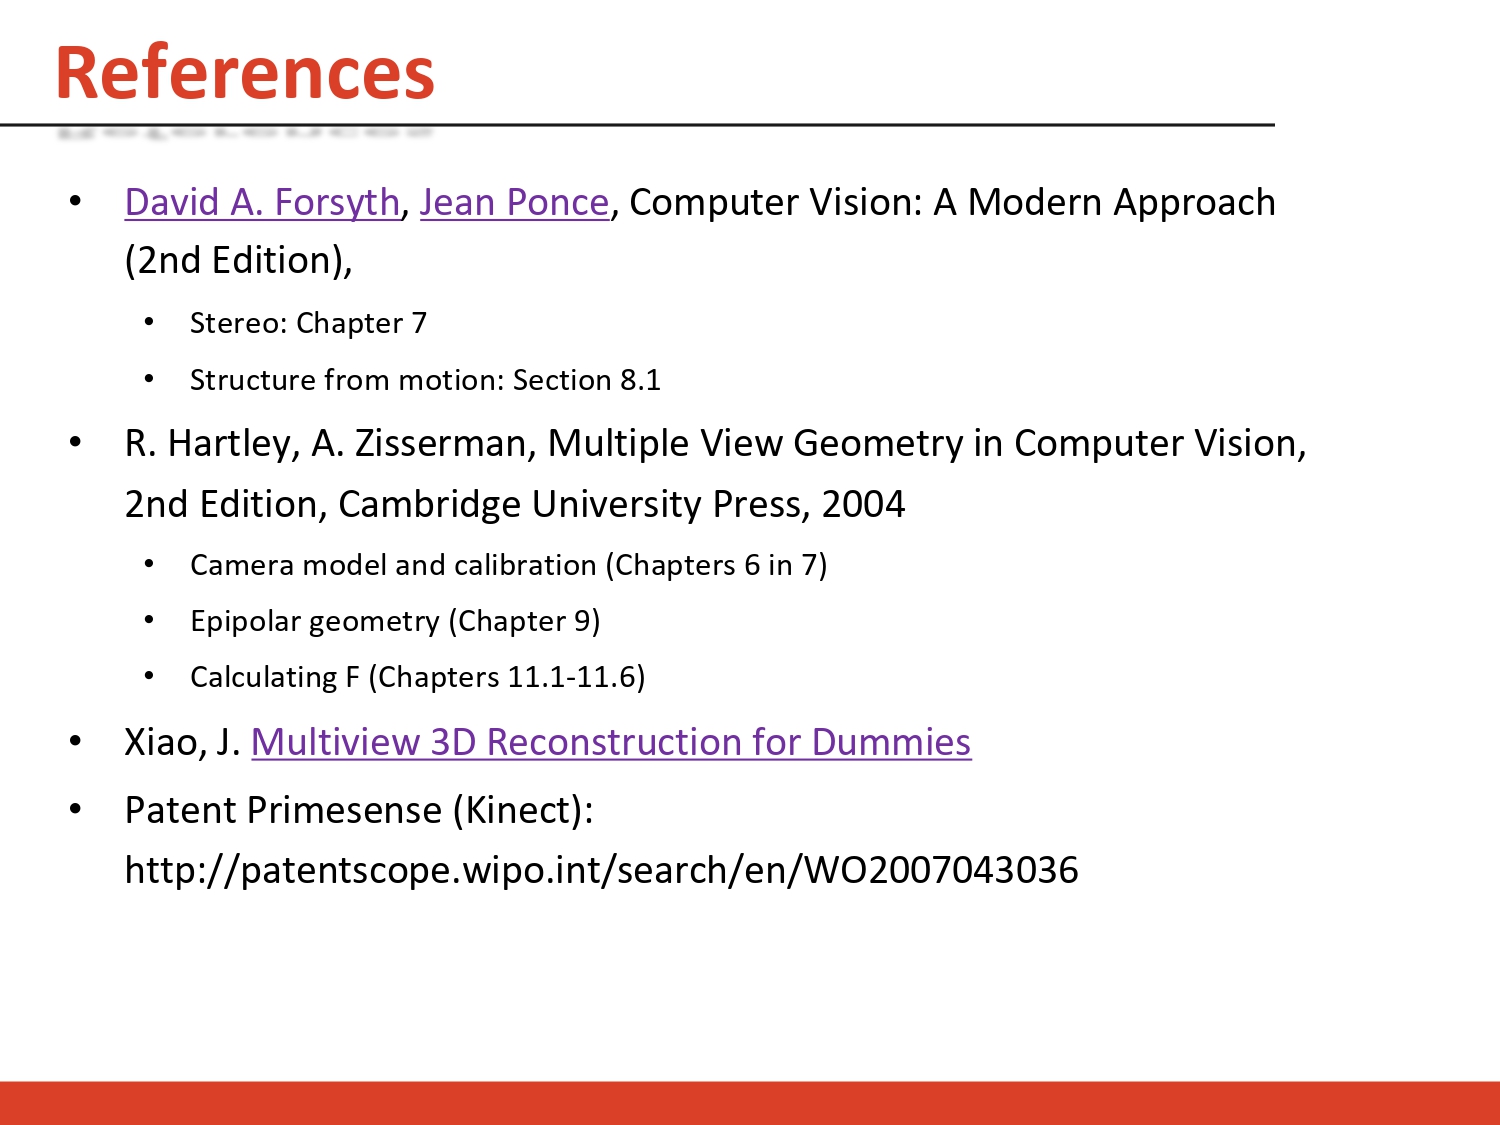 References
• David A. Forsyth, Jean Ponce, Computer Vision: A Modern Approach
(2nd Edition),
• Stereo: Chapter 7
• Structure from motion: Section 8.1
• R. Hartley, A. Zisserman, Multiple View Geometry in Computer Vision,
2nd Edition, Cambridge University Press, 2004
• Camera model and calibration (Chapters 6 in 7)
• Epipolar geometry (Chapter 9)
• Calculating F (Chapters 11.1-11.6)
• Xiao, J. Multiview 3D Reconstruction for Dummies
• Patent Primesense (Kinect):
http://patentscope.wipo.int/search/en/WO2007043036